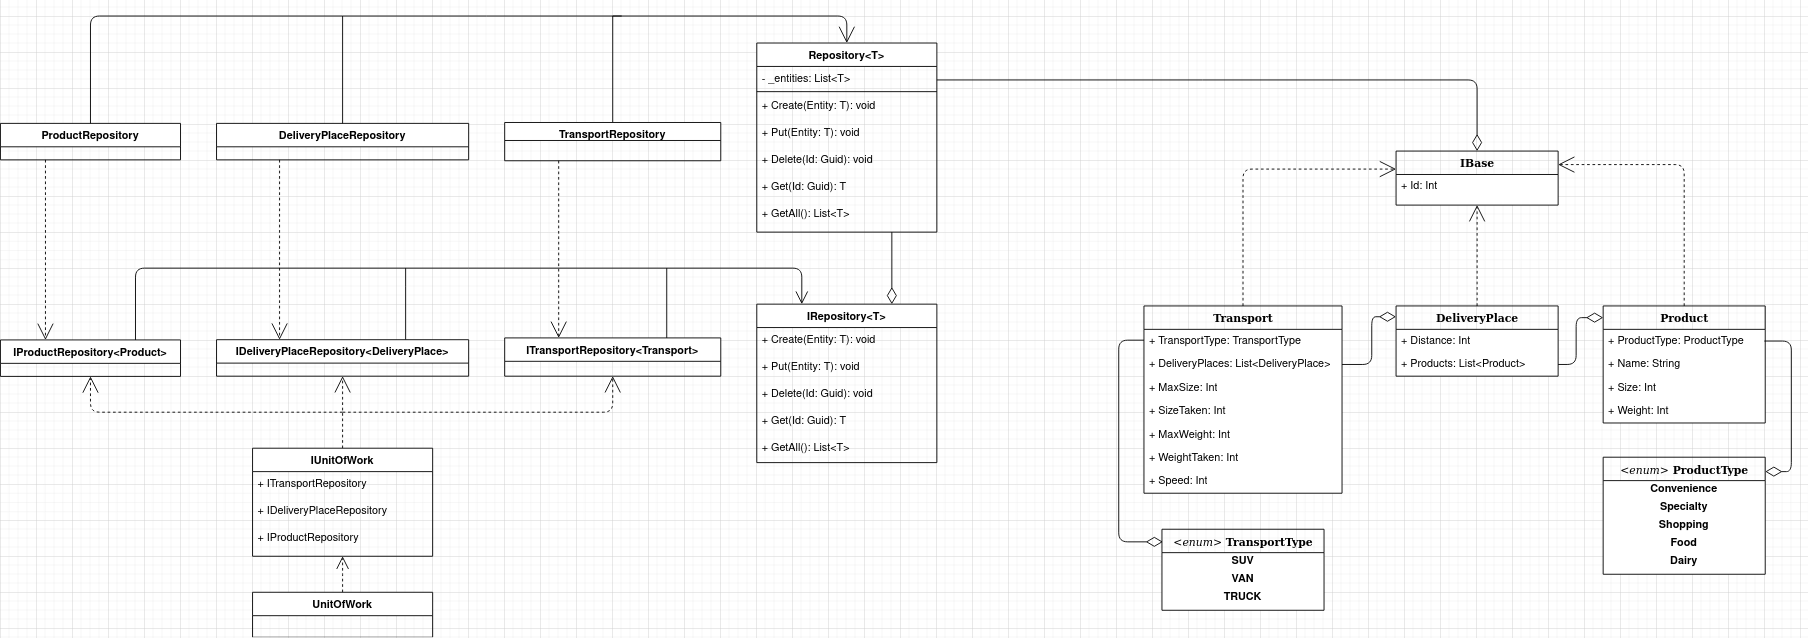 Repository<T>
- _entities: List<T>
+ Create(Entity: T): void
+ Put(Entity: T): void
+ Delete(Id: Guid): void
+ Get(Id: Guid): T
+ GetAll(): List<T>
ProductRepository
DeliveryPlaceRepository
TransportRepository
IBase
+ Id: Int
IProductRepository<Product>
IDeliveryPlaceRepository<DeliveryPlace>
ITransportRepository<Transport>
IRepository<T>
+ Create(Entity: T): void
+ Put(Entity: T): void
+ Delete(Id: Guid): void
+ Get(Id: Guid): T
+ GetAll(): List<T>
Transport
+ TransportType: TransportType
+ DeliveryPlaces: List<DeliveryPlace>
+ MaxSize: Int
+ SizeTaken: Int
+ MaxWeight: Int
+ WeightTaken: Int
+ Speed: Int
DeliveryPlace
+ Distance: Int
+ Products: List<Product>
Product
+ ProductType: ProductType
+ Name: String
+ Size: Int
+ Weight: Int
IUnitOfWork
+ ITransportRepository
+ IDeliveryPlaceRepository
+ IProductRepository
<enum> ProductType
Convenience
Specialty
Shopping
Food
Dairy
<enum> TransportType
SUV
VAN
TRUCK
UnitOfWork